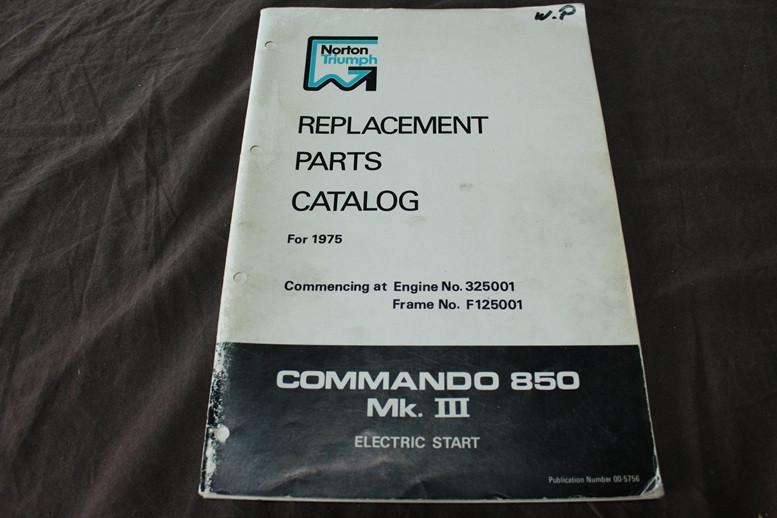 W.P
Norton
Triumph
REPLACEMENT
PARTS
CATALOG
For 1975
Commencing at Engine No. 325001
Frame No. F125001
COMMANDO 850
Mk. III
ELECTRIC START
Publication Number 00-5756